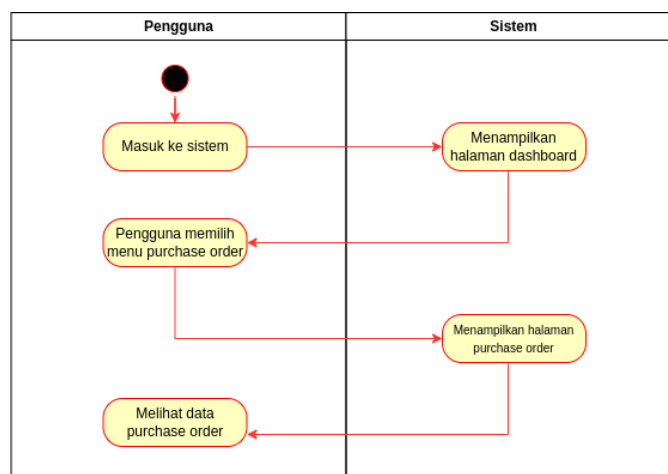 Pengguna
Sistem
Masuk ke sistem
Menampilkan
halaman dashboard
Pengguna memilih
menu purchase order
Menampilkan halaman
purchase order
Melihat data
purchase order